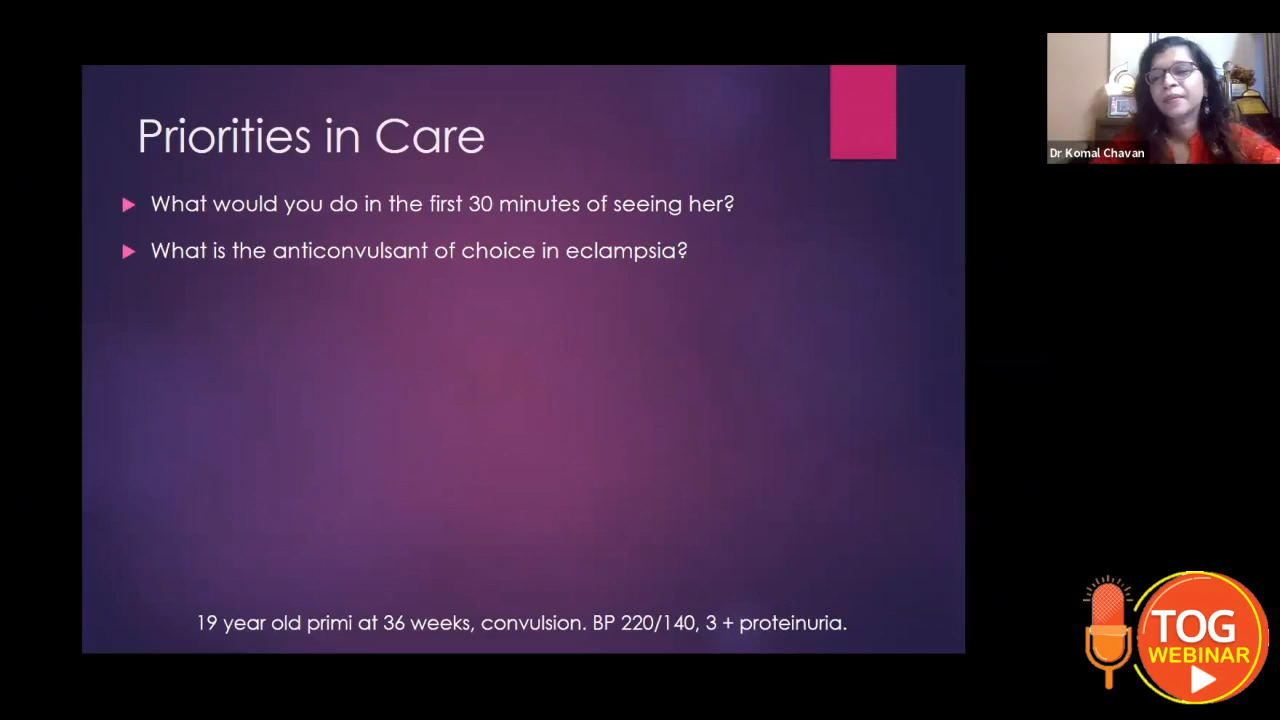 Priorities in Care
What would you do in the first 30 minutes of seeing her?
What is the anticonvulsant of choice in eclampsia?
19 year old primi at 36 weeks, convulsion. BP 220/140, 3 + proteinuria.
Dr Komal Chavan
TOG
WEBINAR